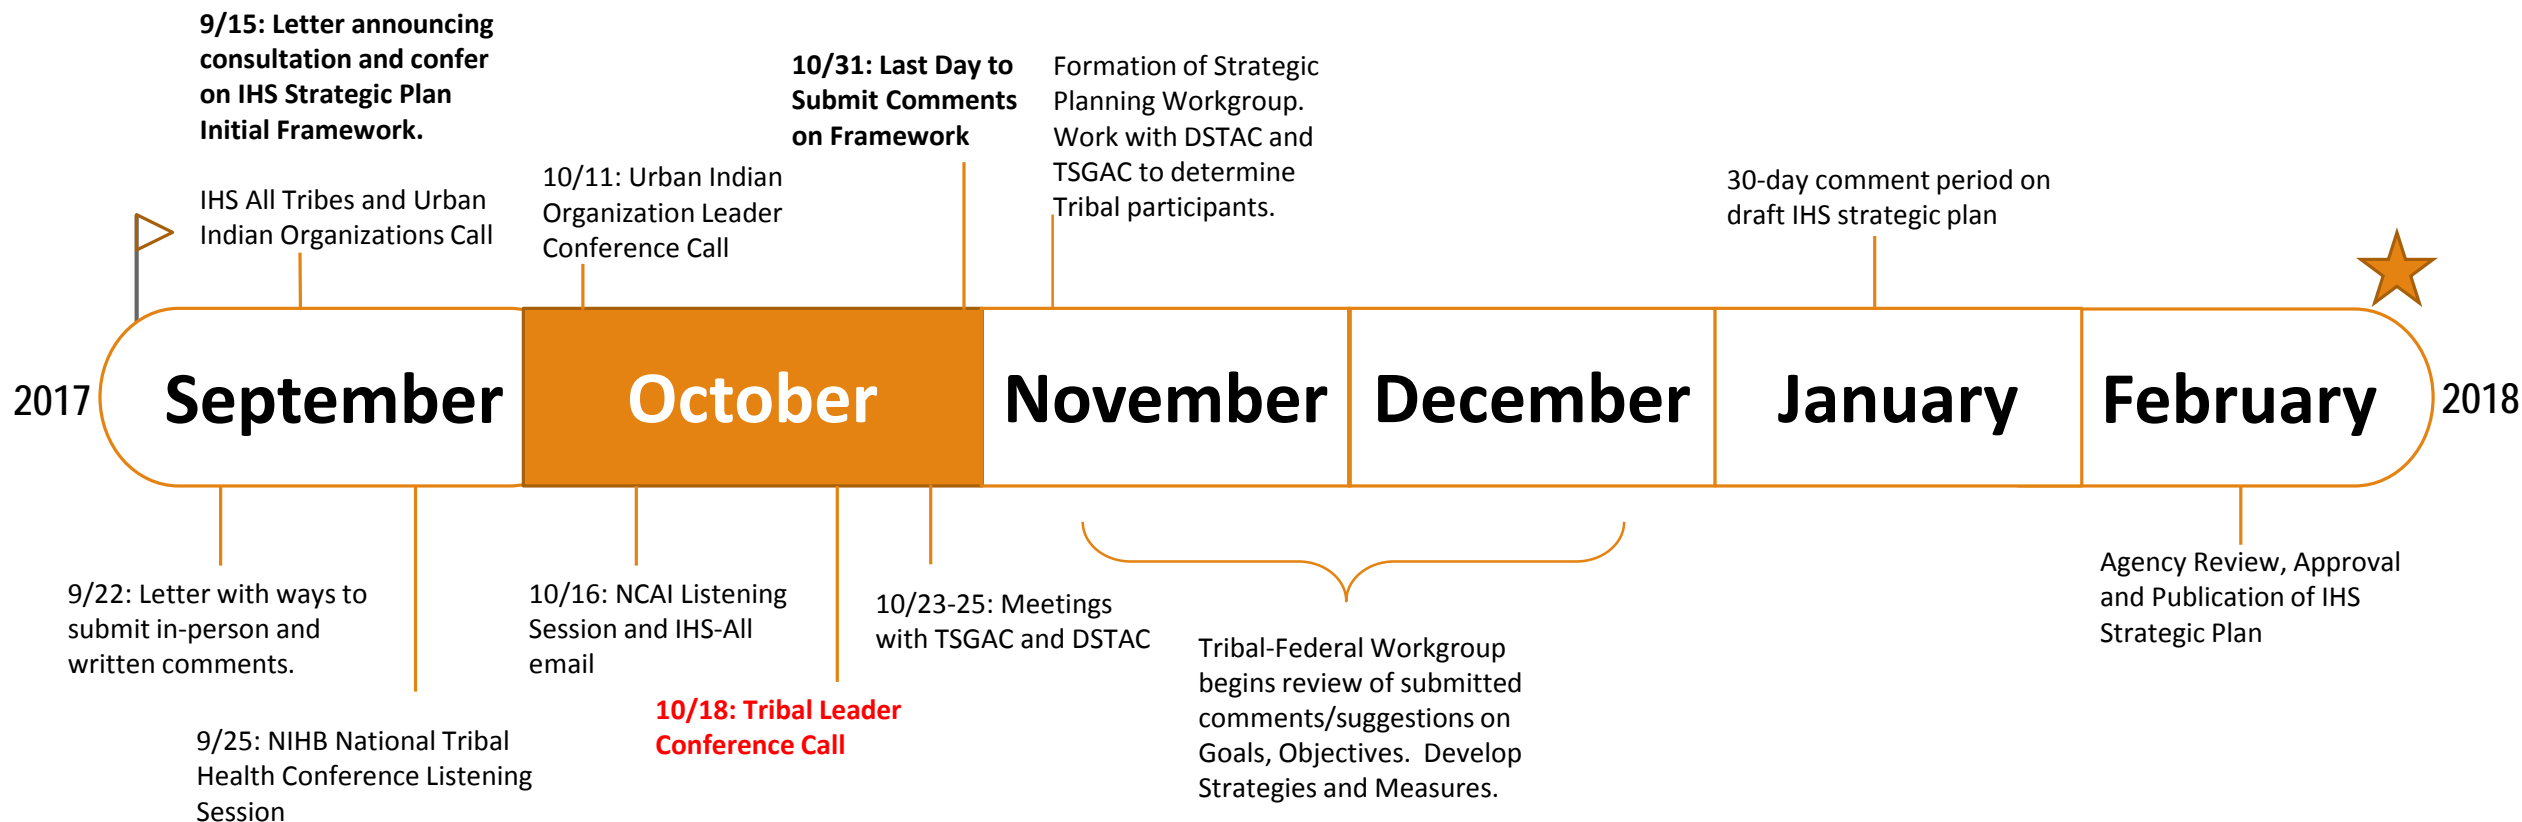 9/15: Letter announcing
consultation and confer
on IHS Strategic Plan
Initial Framework.
IHS All Tribes and Urban
Indian Organizations Call
10/11: Urban Indian
Organization Leader
Conference Call
10/31: Last Day to
Submit Comments
on Framework
Formation of Strategic
Planning Workgroup.
Work with DSTAC and
TSGAC to determine
Tribal participants.
30-day comment period on
draft IHS strategic plan
2017
September
October
November
December
January
February
2018
9/22: Letter with ways to
submit in-person and
written comments.
9/25: NIHB National Tribal
Health Conference Listening
Session
10/16: NCAI Listening
Session and IHS-All
email
10/18: Tribal Leader
Conference Call
10/23-25: Meetings
with TSGAC and DSTAC
Tribal-Federal Workgroup
begins review of submitted
comments/suggestions on
Goals, Objectives.  Develop
Strategies and Measures.
Agency Review, Approval
and Publication of IHS
Strategic Plan